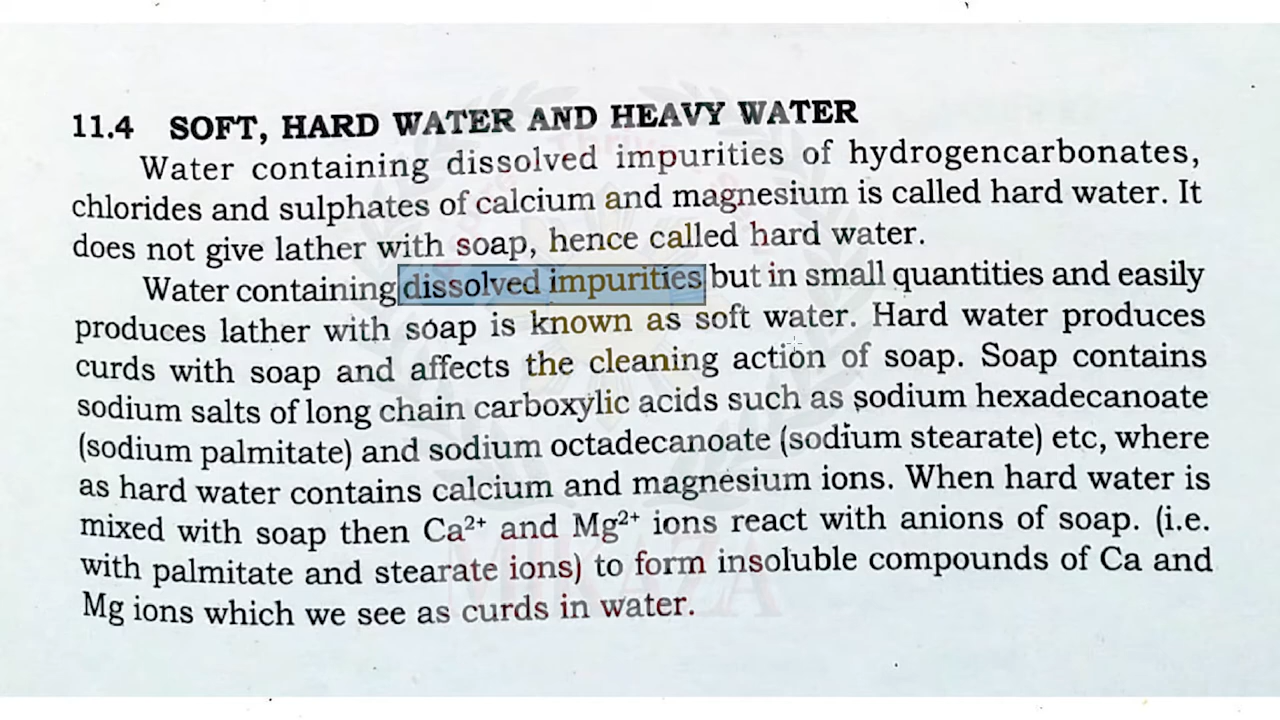 11.4 SOFT, HARD WATER AND HEAVY WATER
Water containing dissolved impurities of hydrogencarbonates,
chlorides and sulphates of calcium and magnesium is called hard water. It
does not give lather with soap, hence called hard water.
Water containing dissolved impurities but in small quantities and easily
produces lather with soap is known as soft water. Hard water produces
curds with soap and affects the cleaning action of soap. Soap contains
sodium salts of long chain carboxylic acids such as sodium hexadecanoate
(sodium palmitate) and sodium octadecanoate (sodium stearate) etc, where
as hard water contains calcium and magnesium ions. When hard water is
mixed with soap then Ca²⁺ and Mg²⁺ ions react with anions of soap. (i.e.
with palmitate and stearate ions) to form insoluble compounds of Ca and
Mg ions which we see as curds in water.
MIKAZA